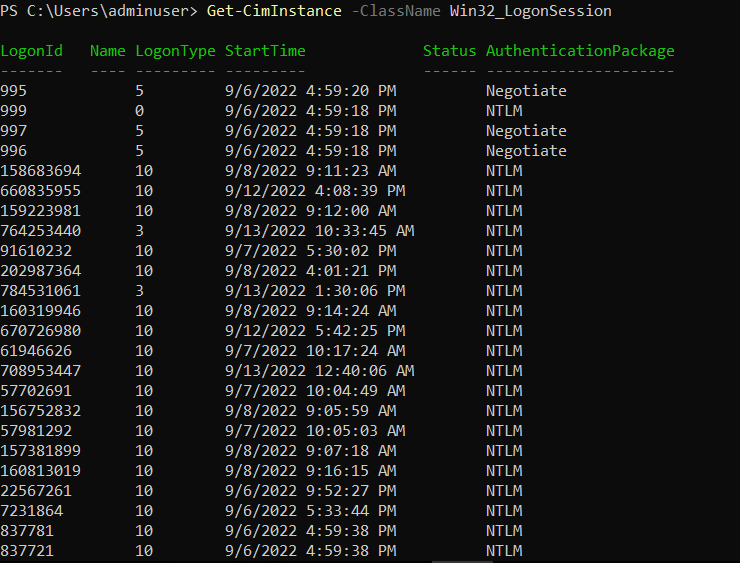 PS C:\Users\adminuser> Get-CimInstance -ClassName Win32_LogonSession
LogonId   Name LogonType StartTime             Status AuthenticationPackage
-------   ---- --------- ---------             ------ ---------------------
995            5         9/6/2022 4:59:20 PM          Negotiate
999            0         9/6/2022 4:59:18 PM          NTLM
997            5         9/6/2022 4:59:18 PM          Negotiate
996            5         9/6/2022 4:59:18 PM          Negotiate
158683694      10        9/8/2022 9:11:23 AM          NTLM
660835955      10        9/12/2022 4:08:39 PM         NTLM
159223981      10        9/8/2022 9:12:00 AM          NTLM
764253440      3         9/13/2022 10:33:45 AM        NTLM
91610232       10        9/7/2022 5:30:02 PM          NTLM
202987364      10        9/8/2022 4:01:21 PM          NTLM
784531061      3         9/13/2022 1:30:06 PM         NTLM
160319946      10        9/8/2022 9:14:24 AM          NTLM
670726980      10        9/12/2022 5:42:25 PM         NTLM
61946626       10        9/7/2022 10:17:24 AM         NTLM
708953447      10        9/13/2022 12:40:06 AM        NTLM
57702691       10        9/7/2022 10:04:49 AM         NTLM
156752832      10        9/8/2022 9:05:59 AM          NTLM
57981292       10        9/7/2022 10:05:03 AM         NTLM
157381899      10        9/8/2022 9:07:18 AM          NTLM
160813019      10        9/8/2022 9:16:15 AM          NTLM
22567261       10        9/6/2022 9:52:27 PM          NTLM
7231864        10        9/6/2022 5:33:44 PM          NTLM
837781         10        9/6/2022 4:59:38 PM          NTLM
837721         10        9/6/2022 4:59:38 PM          NTLM